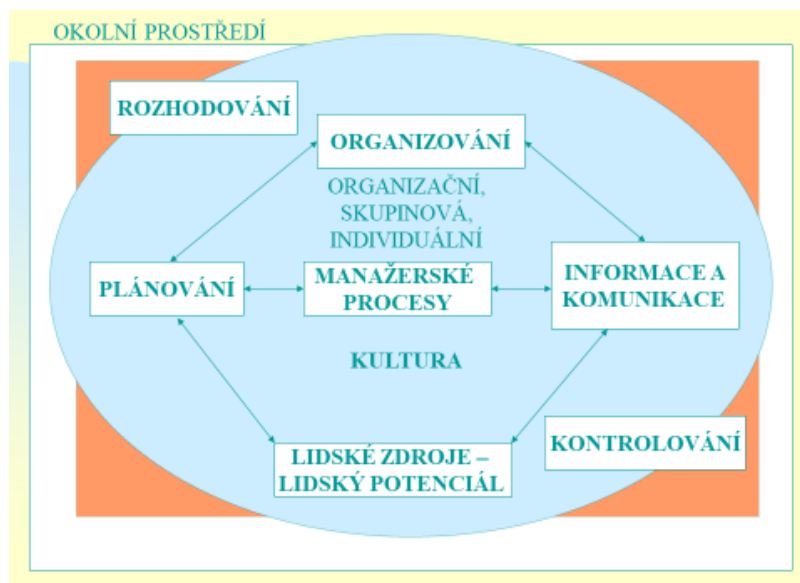 OKOLNÍ PROSTŘEDÍ
ROZHODOVÁNÍ
ORGANIZOVÁNÍ
ORGANIZAČNÍ,
SKUPINOVÁ,
INDIVIDUÁLNÍ
PLÁNOVÁNÍ
MANAŽERSKÉ
PROCESY
INFORMACE A
KOMUNIKACE
KULTURA
KONTROLOVÁNÍ
LIDSKÉ ZDROJE –
LIDSKÝ POTENCIÁL